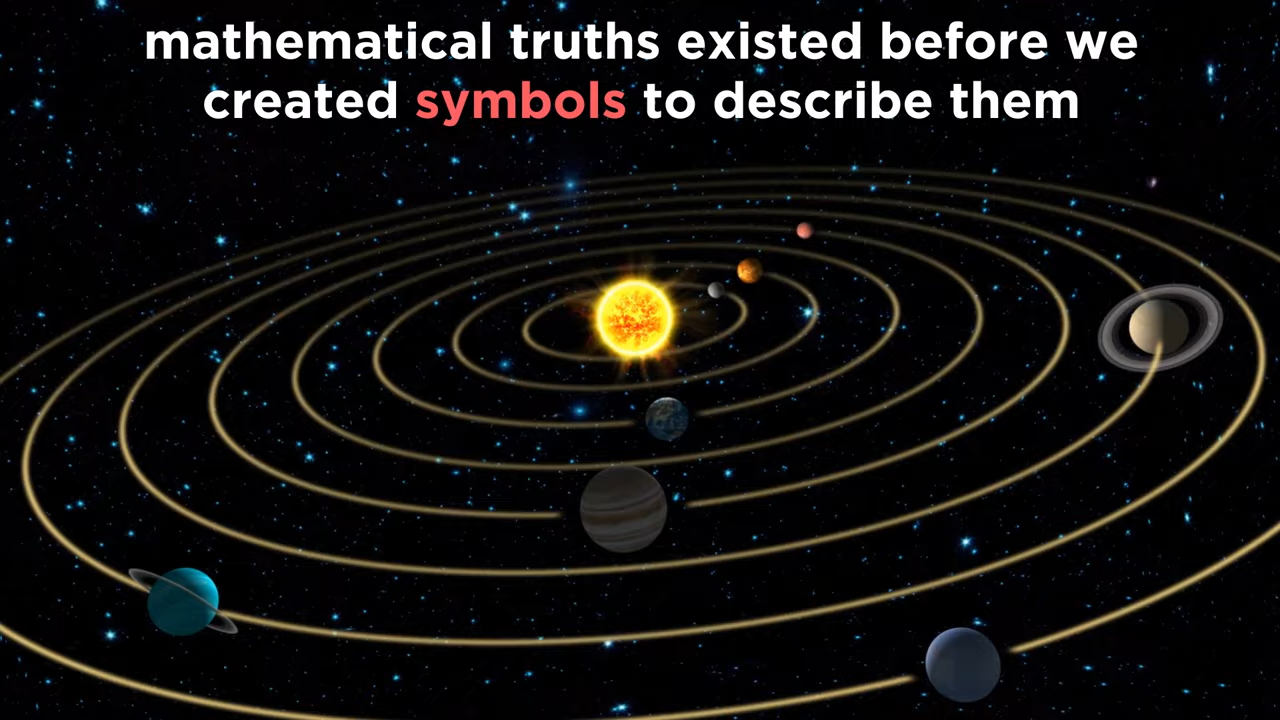 mathematical truths existed before we
created symbols to describe them